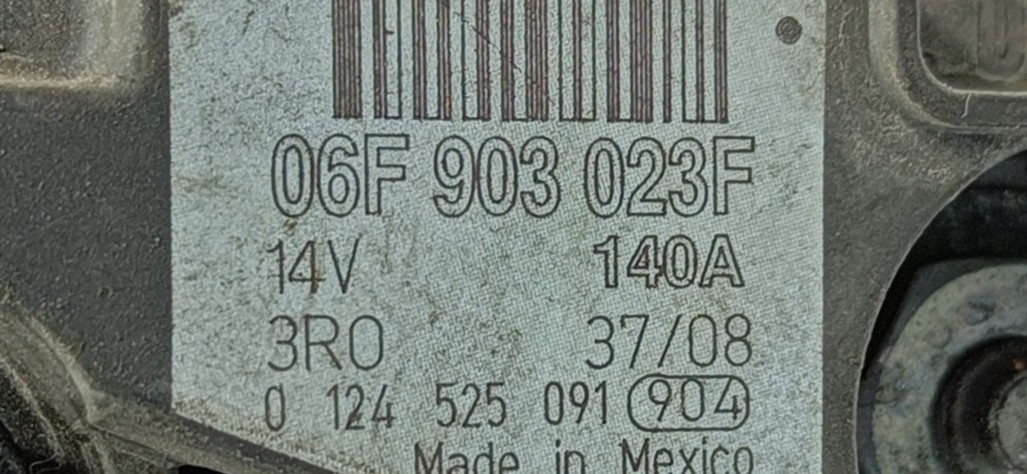 06F 903 023F
14V 140A
3RO 37/08
0 124 525 091 904
Made in Mexico